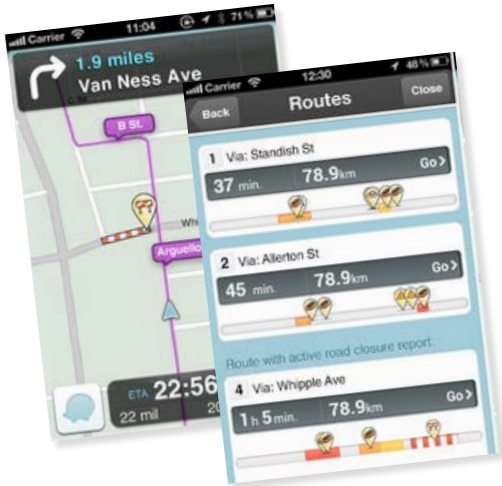 Carrier 11:04 71%
1.9 miles
Van Ness Ave
B St.
Arguello
ETA 22:56
22 mil
Carrier 12:30 48%
Back Routes Close
1 Via: Standish St
37 min. 78.9km Go
2 Via: Allerton St
45 min. 78.9km Go
Route with active road closure report:
4 Via: Whipple Ave
1 h 5 min. 78.9km Go